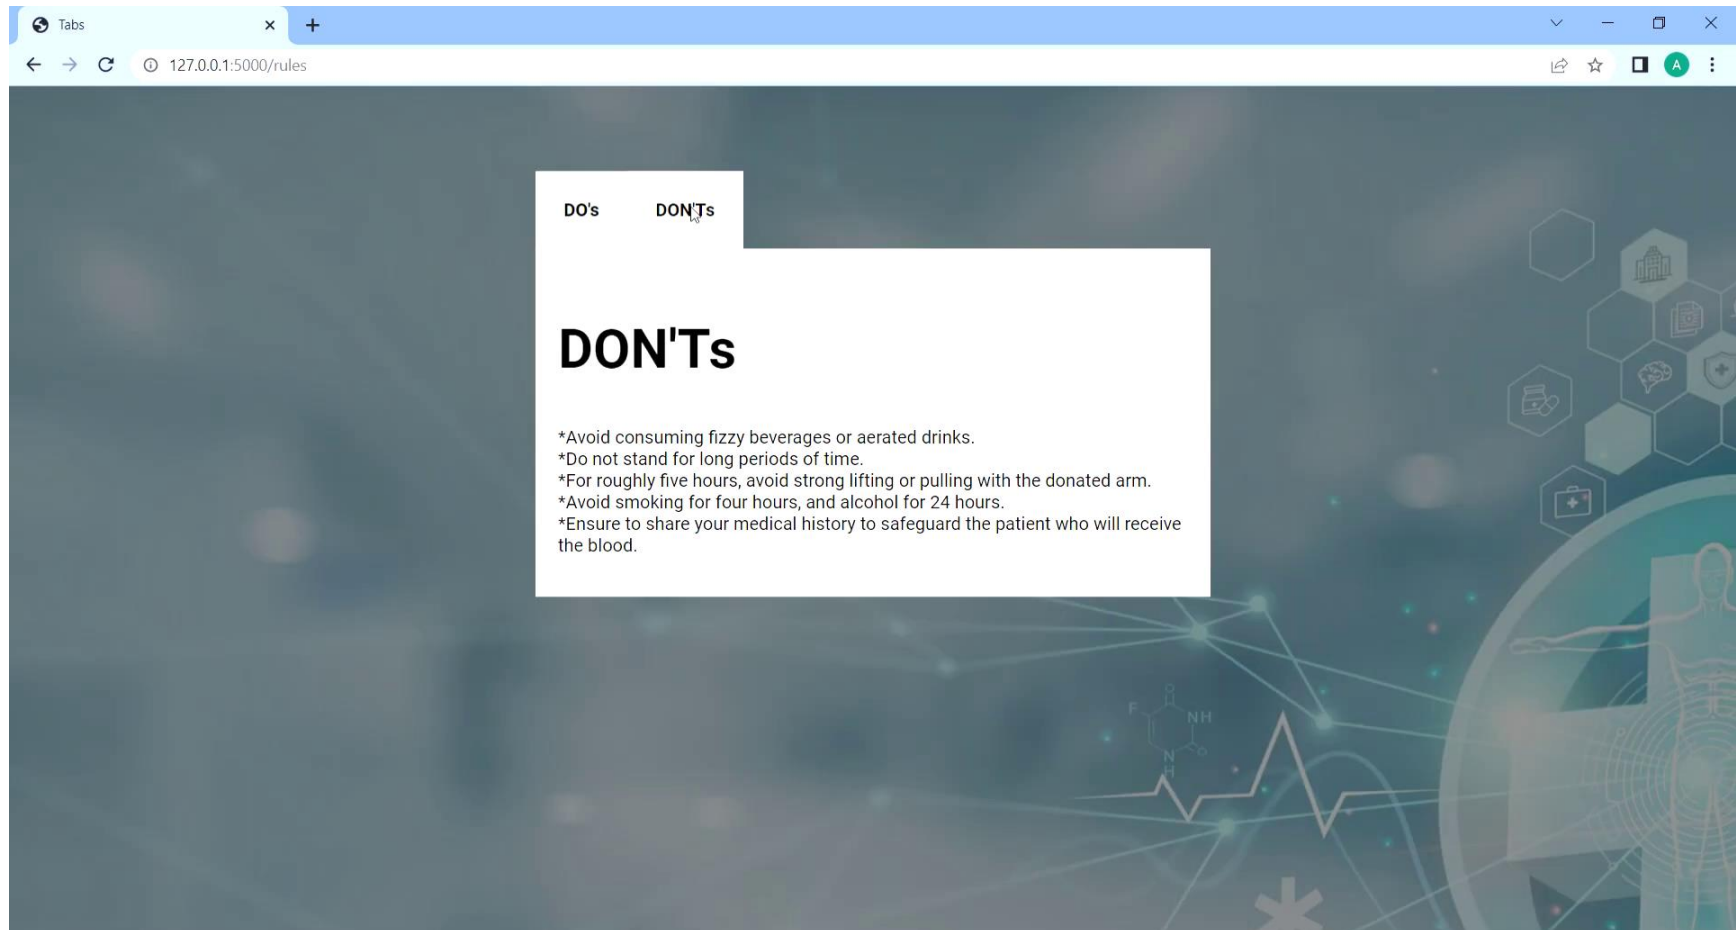 Tabs
127.0.0.1:5000/rules
A
DO's
DON'Ts
DON'Ts
*Avoid consuming fizzy beverages or aerated drinks.
*Do not stand for long periods of time.
*For roughly five hours, avoid strong lifting or pulling with the donated arm.
*Avoid smoking for four hours, and alcohol for 24 hours.
*Ensure to share your medical history to safeguard the patient who will receive
the blood.
F
O
NH
N
O
H